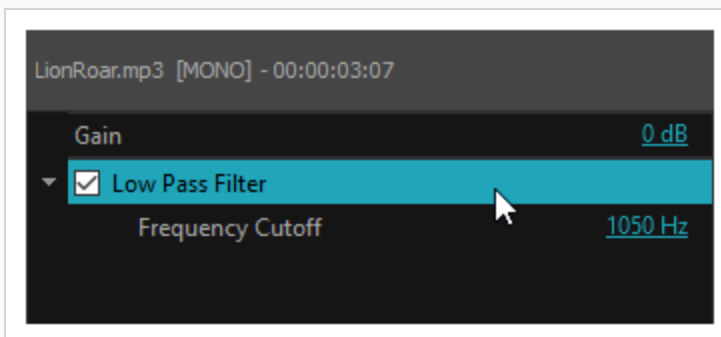 LionRoar.mp3 [MONO] - 00:00:03:07
Gain 0 dB
Low Pass Filter
Frequency Cutoff 1050 Hz